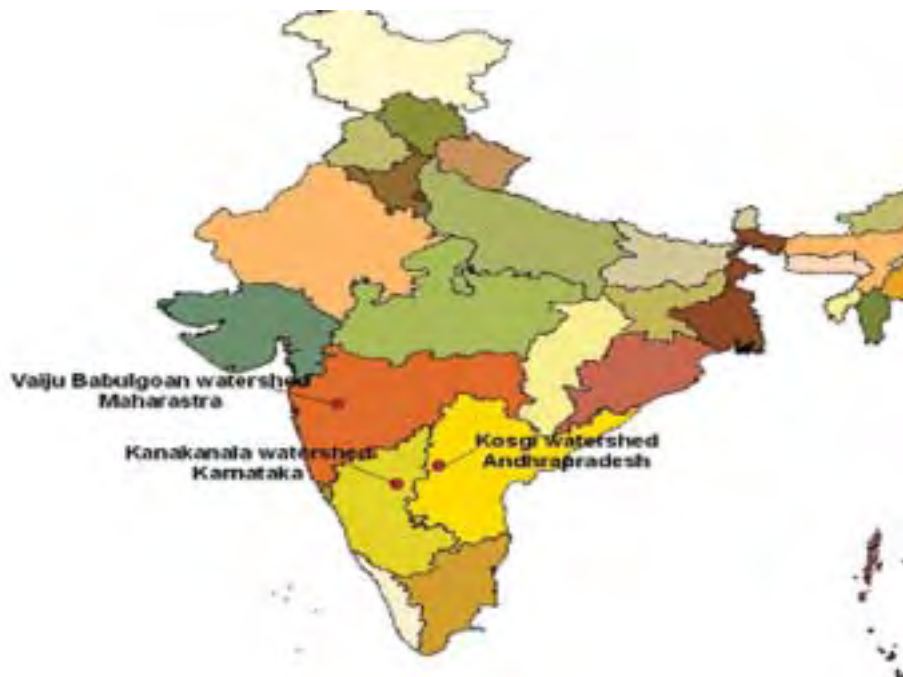 Vaiju Babulgoan watershed
Maharastra
Kanakanala watershed
Karnataka
Kosgi watershed
Andhrapradesh